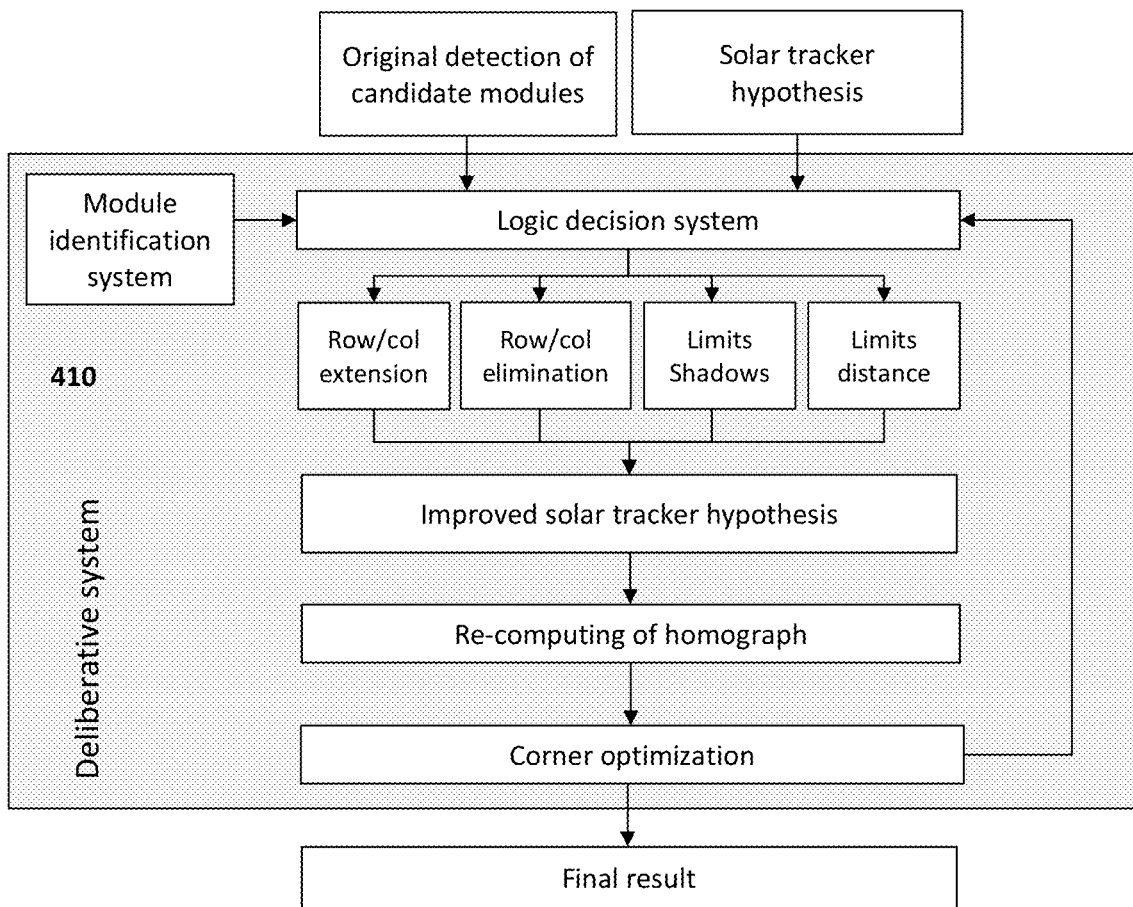 Original detection of
candidate modules
Solar tracker
hypothesis
Module
identification
system
Logic decision system
Row/col
extension
Row/col
elimination
Limits
Shadows
Limits
distance
410
Improved solar tracker hypothesis
Re-computing of homograph
Deliberative system
Corner optimization
Final result